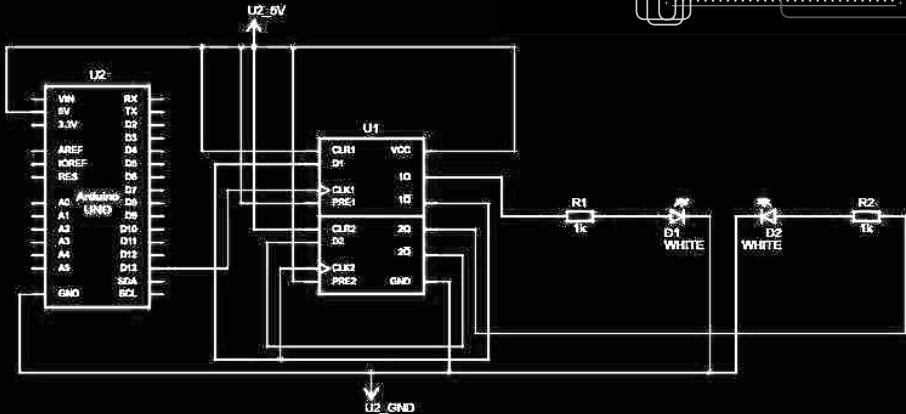 U2_5V
U2
VIN
5V
3.3V
AREF
IOREF
RES
A0
A1
A2
A3
A4
A5
GND
Arduino
UNO
RX
TX
D2
D3
D4
D5
D6
D7
D8
D9
D10
D11
D12
D13
SDA
SCL
U1
CLR1
D1
CLK1
PRE1
CLR2
D2
CLK2
PRE2
VCC
1Q
1Q̅
2Q
2Q̅
GND
R1
1k
D1
WHITE
D2
WHITE
R2
1k
U2_GND